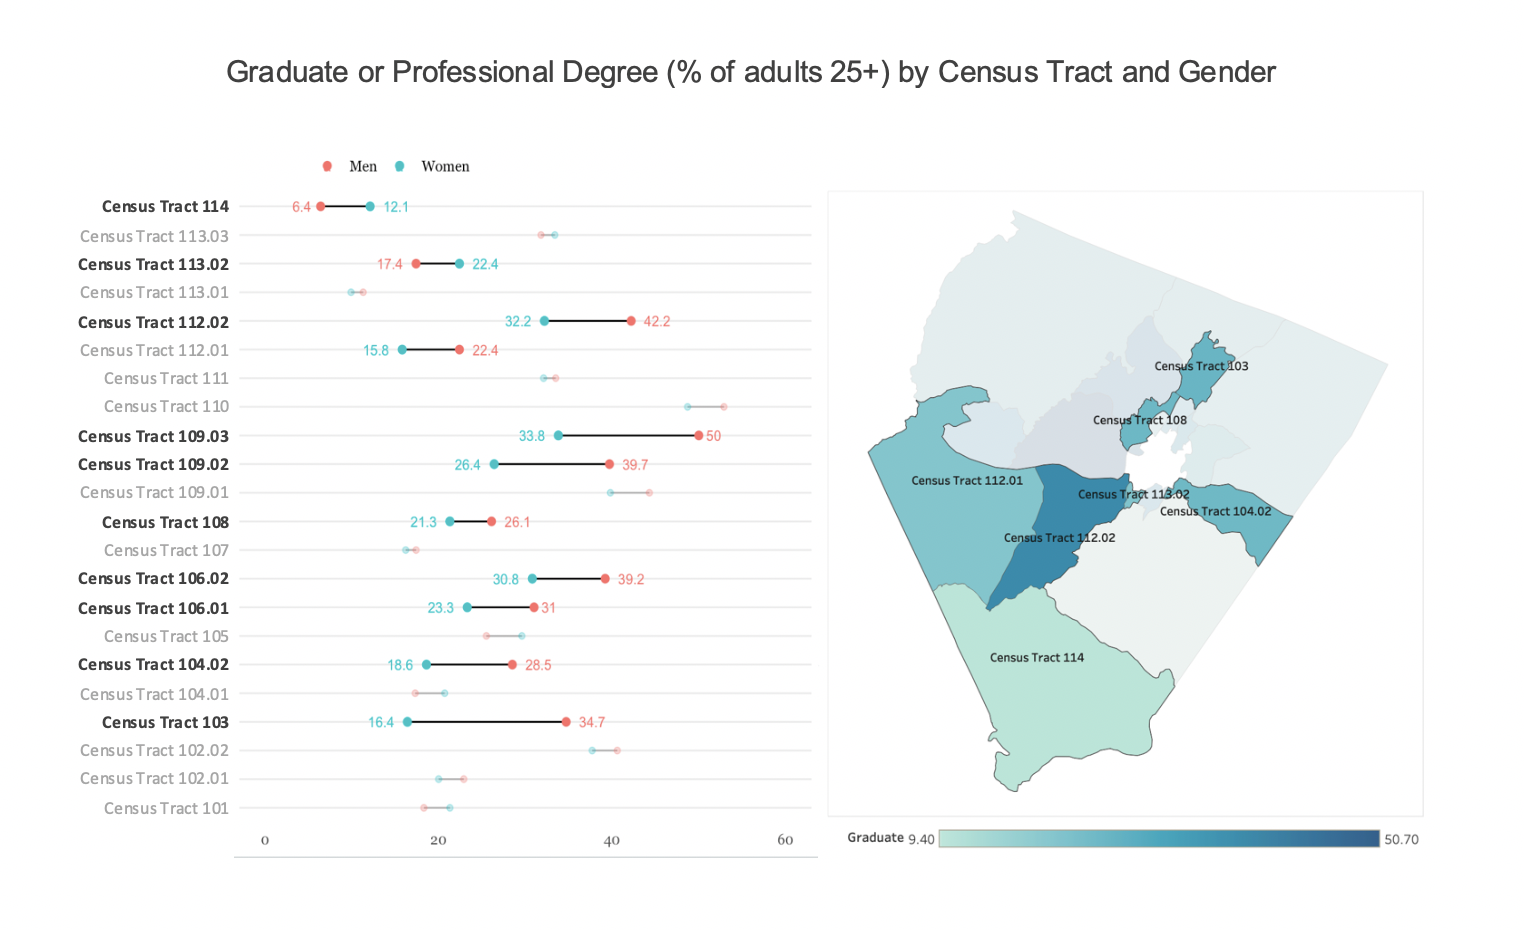 Graduate or Professional Degree (% of adults 25+) by Census Tract and Gender
Men Women
Census Tract 114 6.4 12.1
Census Tract 113.03
Census Tract 113.02 17.4 22.4
Census Tract 113.01
Census Tract 112.02 32.2 42.2
Census Tract 112.01 15.8 22.4
Census Tract 111
Census Tract 110
Census Tract 109.03 33.8 50
Census Tract 109.02 26.4 39.7
Census Tract 109.01
Census Tract 108 21.3 26.1
Census Tract 107
Census Tract 106.02 30.8 39.2
Census Tract 106.01 23.3 31
Census Tract 105
Census Tract 104.02 18.6 28.5
Census Tract 104.01
Census Tract 103 16.4 34.7
Census Tract 102.02
Census Tract 102.01
Census Tract 101
0 20 40 60
Census Tract 103
Census Tract 108
Census Tract 112.01
Census Tract 113.02
Census Tract 104.02
Census Tract 112.02
Census Tract 114
Graduate 9.40 50.70